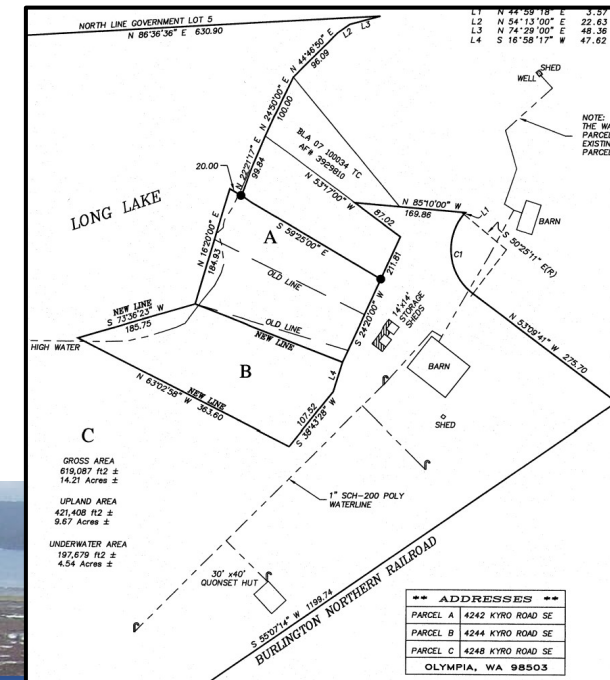 NORTH LINE GOVERNMENT LOT 5
N 86°36'36" E 630.90
N 44°46'50" E
96.09
L2
L3
L1 N 44°59'18" E 3.57
L2 N 54°13'00" E 22.63
L3 N 74°29'00" E 48.36
L4 S 16°58'17" W 47.62
SHED
WELL
NOTE:
THE WA
PARCEL
EXISTIN
PARCEL
N 24°50'00" E
100.00
BLA 07 100034 TC
AF# 3929810
N 22°21'17" E
99.84
20.00
N 53°17'00" W
87.02
N 85°10'00" W
169.86
L1
BARN
S 50°25'11" E(R)
C1
LONG LAKE
A
S 59°25'00" E
N 16°20'00" E
184.93
OLD LINE
211.81
S 24°20'00" W
14'x14'
STORAGE
SHEDS
NEW LINE
S 73°36'23" W
185.75
OLD LINE
NEW LINE
N 53°09'41" W
275.70
HIGH WATER
B
L4
BARN
NEW LINE
N 63°02'58" W 363.60
107.52
S 38°43'28" W
SHED
C
GROSS AREA
619,087 ft2 ±
14.21 Acres ±
UPLAND AREA
421,408 ft2 ±
9.67 Acres ±
UNDERWATER AREA
197,679 ft2 ±
4.54 Acres ±
1" SCH-200 POLY
WATERLINE
30' x40'
QUONSET HUT
S 55°07'14" W 1199.74
BURLINGTON NORTHERN RAILROAD
** ADDRESSES **
PARCEL A 4242 KYRO ROAD SE
PARCEL B 4244 KYRO ROAD SE
PARCEL C 4248 KYRO ROAD SE
OLYMPIA, WA 98503